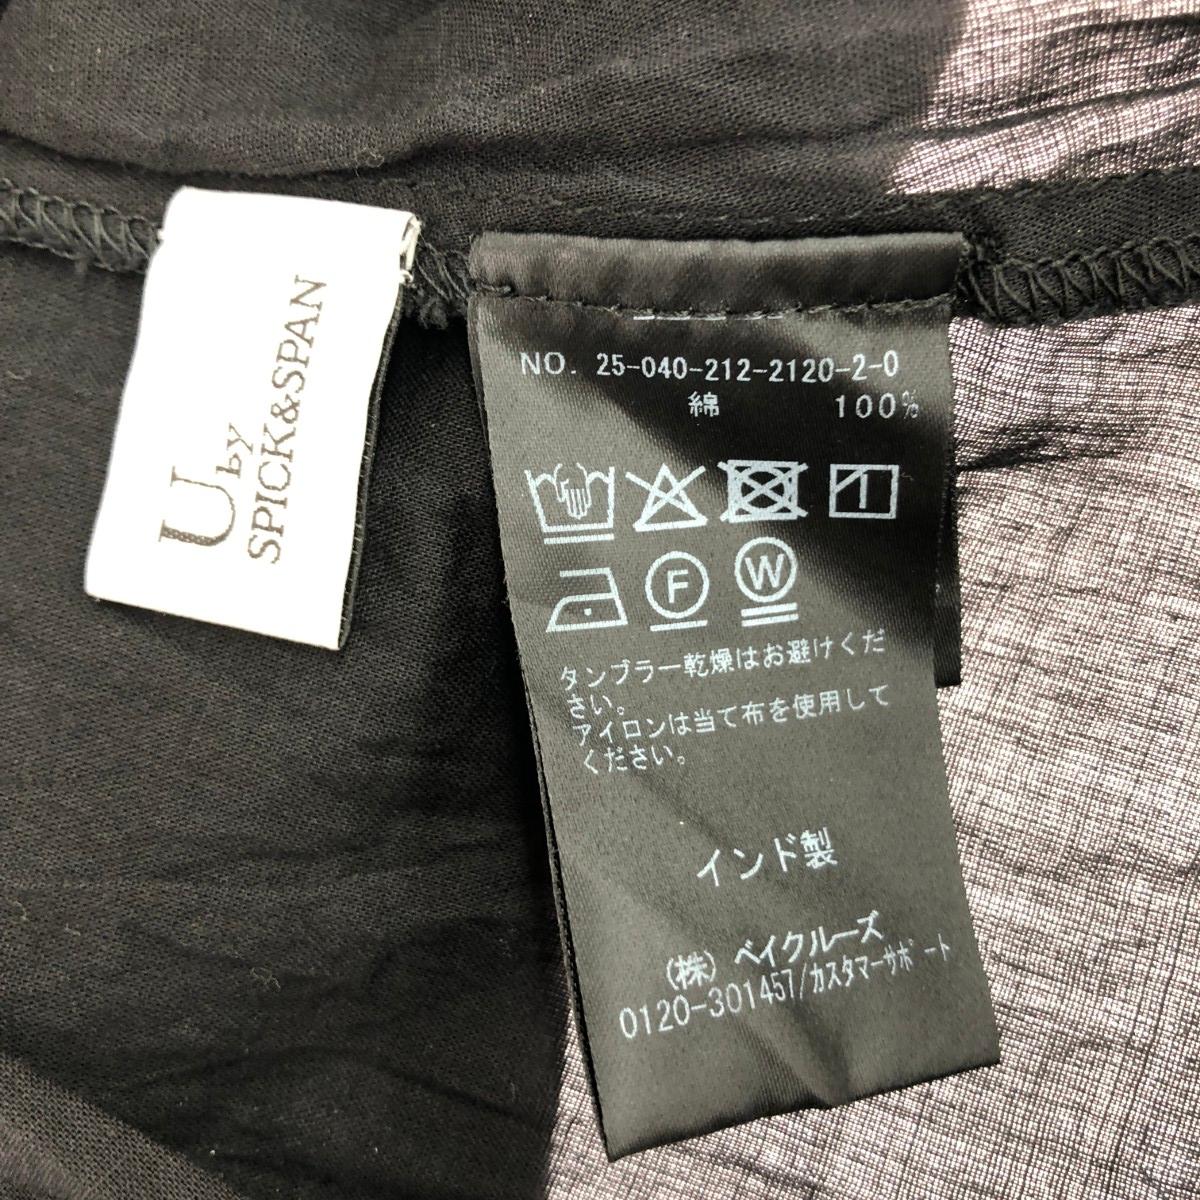 U
by
SPICK&SPAN
NO. 25-040-212-2120-2-0
綿 100%
F
W
タンブラー乾燥はお避けくだ
さい。
アイロンは当て布を使用して
ください。
インド製
(株) ベイクルーズ
0120-301457/カスタマーサポート